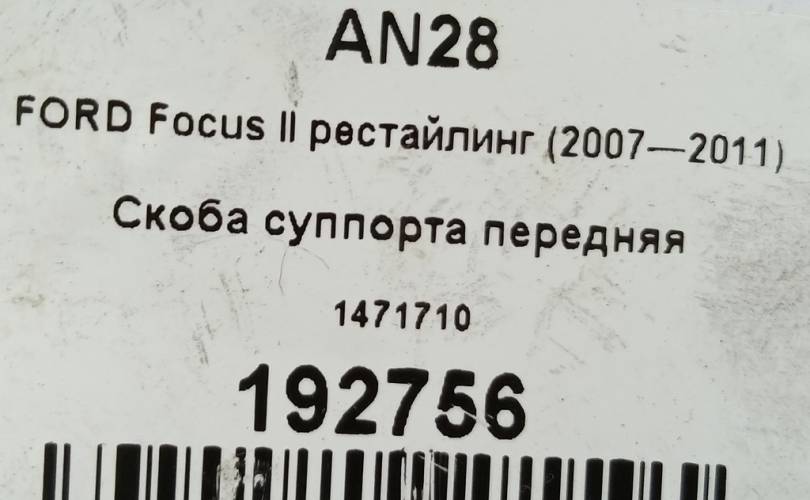 AN28
FORD Focus II рестайлинг (2007—2011)
Скоба суппорта передняя
1471710
192756